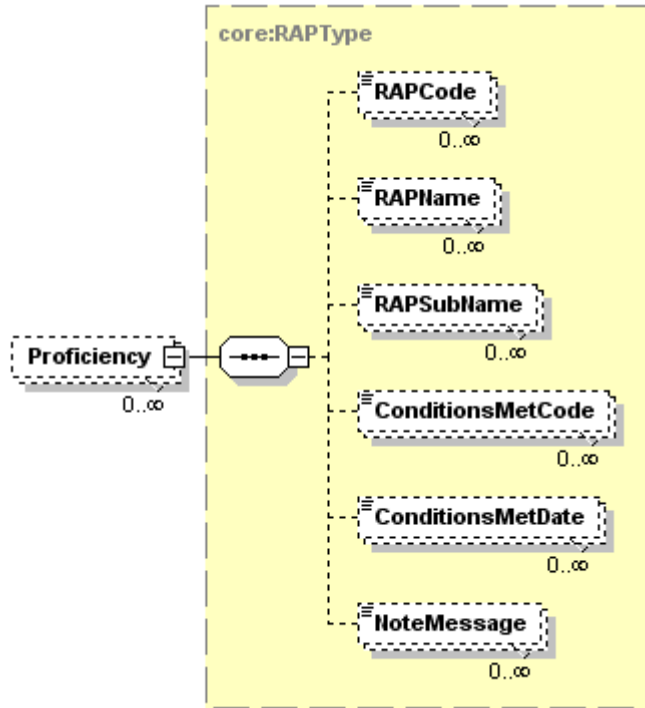 core:RAPType
RAPCode
0..∞
RAPName
0..∞
RAPSubName
0..∞
Proficiency
0..∞
ConditionsMetCode
0..∞
ConditionsMetDate
0..∞
NoteMessage
0..∞